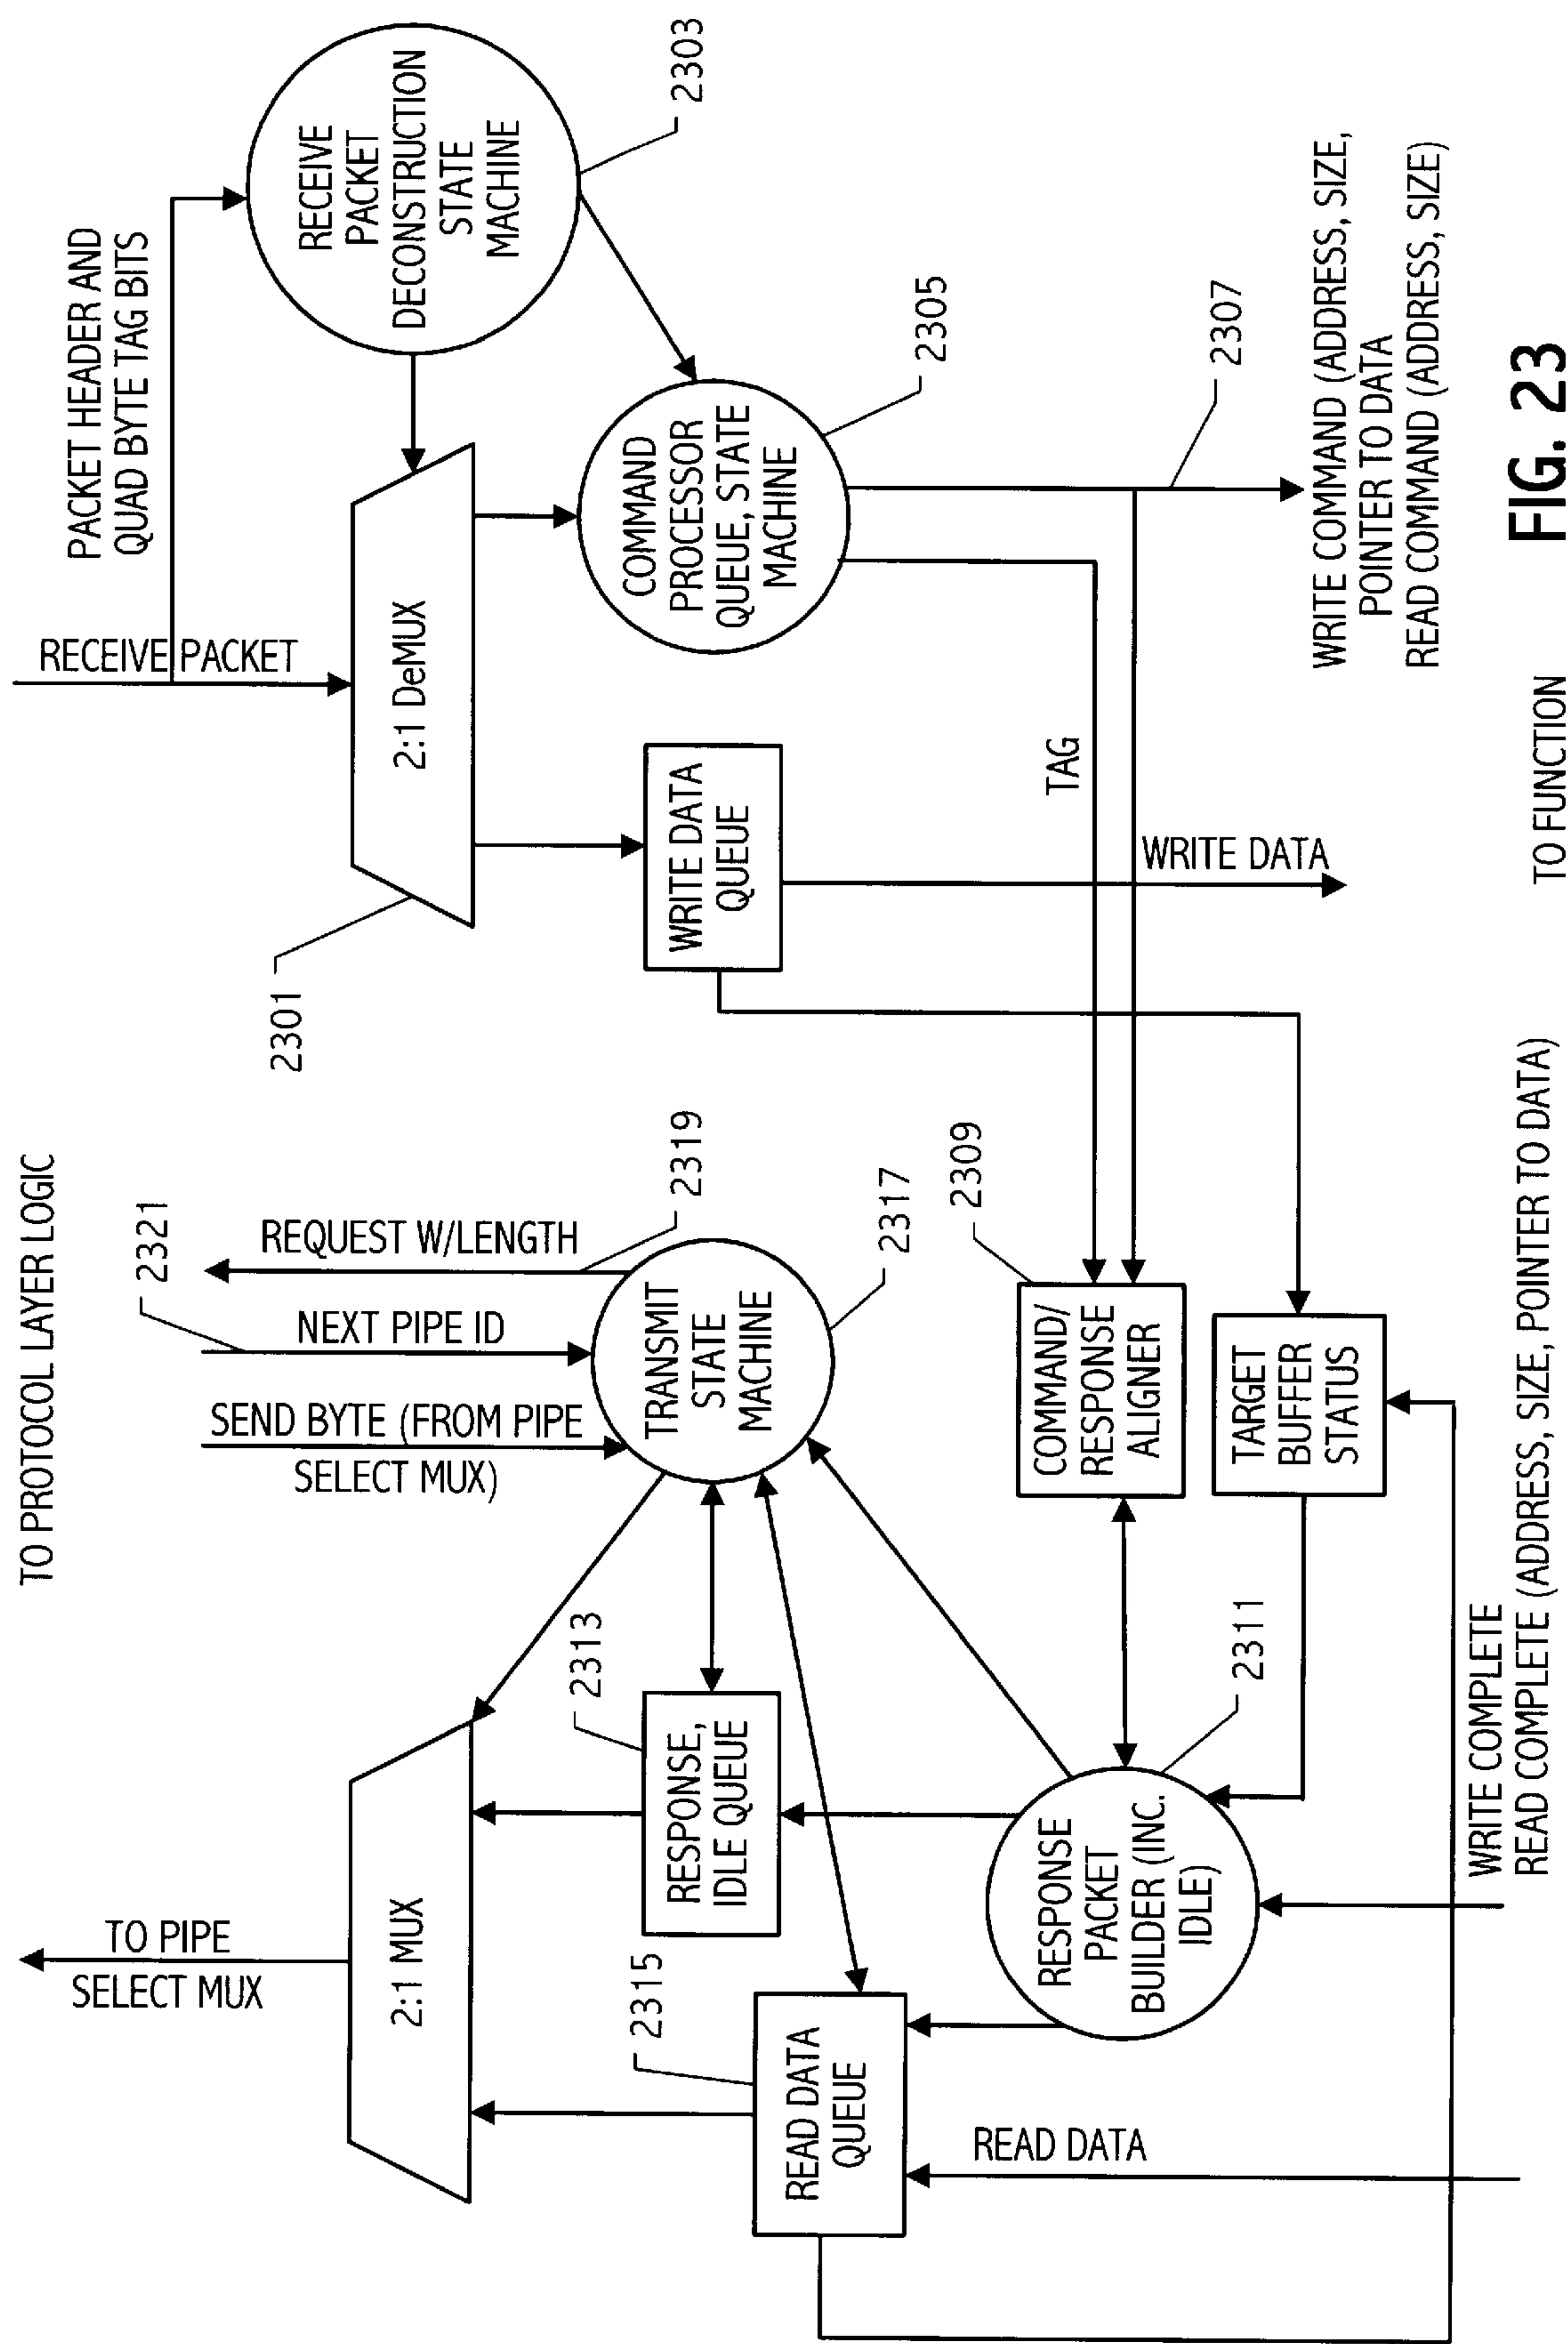 TO PROTOCOL LAYER LOGIC
TO PIPE
SELECT MUX
2:1 MUX
2315
READ DATA
QUEUE
READ DATA
2313
RESPONSE,
IDLE QUEUE
RESPONSE
PACKET
BUILDER (INC.
IDLE)
2311
SEND BYTE (FROM PIPE
SELECT MUX)
NEXT PIPE ID
2321
REQUEST W/LENGTH
2319
TRANSMIT
STATE
MACHINE
2317
2309
COMMAND/
RESPONSE
ALIGNER
TARGET
BUFFER
STATUS
WRITE COMPLETE
READ COMPLETE (ADDRESS, SIZE, POINTER TO DATA)
RECEIVE PACKET
PACKET HEADER AND
QUAD BYTE TAG BITS
2301
2:1 DeMUX
RECEIVE
PACKET
DECONSTRUCTION
STATE
MACHINE
2303
WRITE DATA
QUEUE
COMMAND
PROCESSOR
QUEUE, STATE
MACHINE
2305
TAG
WRITE DATA
2307
WRITE COMMAND (ADDRESS, SIZE,
POINTER TO DATA
READ COMMAND (ADDRESS, SIZE)
TO FUNCTION
FIG. 23